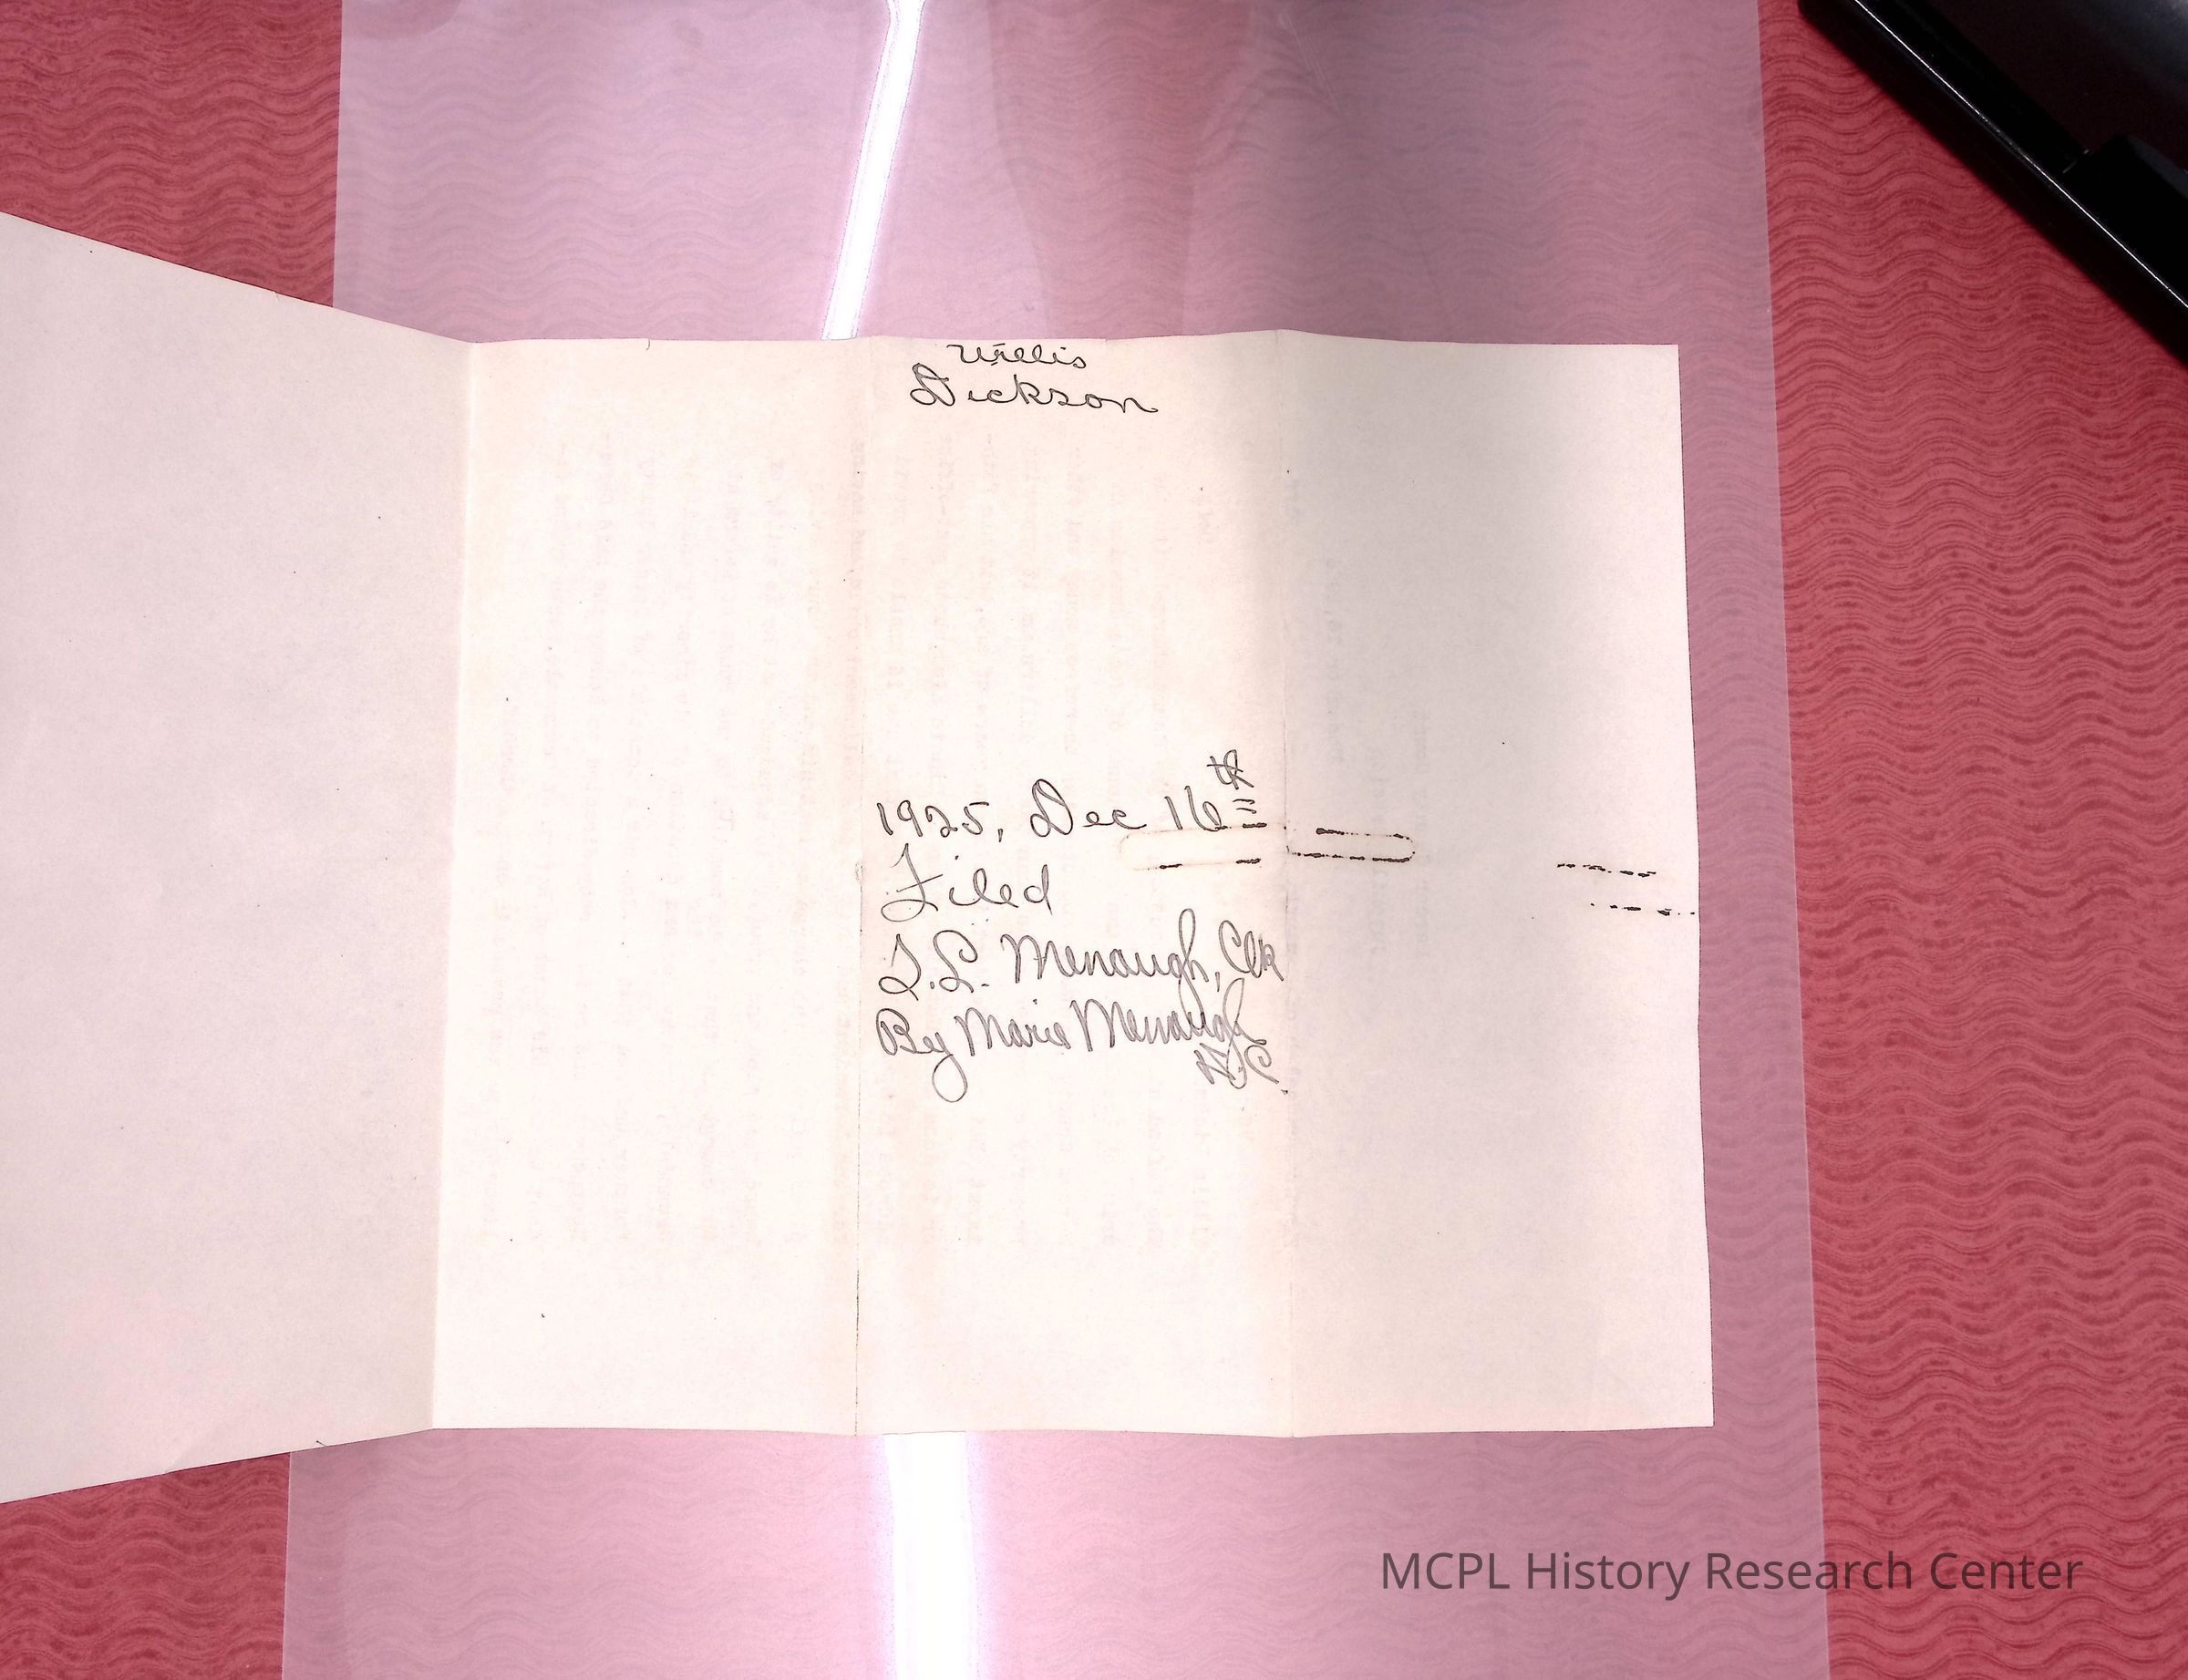 Willis
Dickson
1925, Dec 16th
Filed
S.L. Menaugh, Clk
By Marie Menaugh
D.C.
MCPL History Research Center